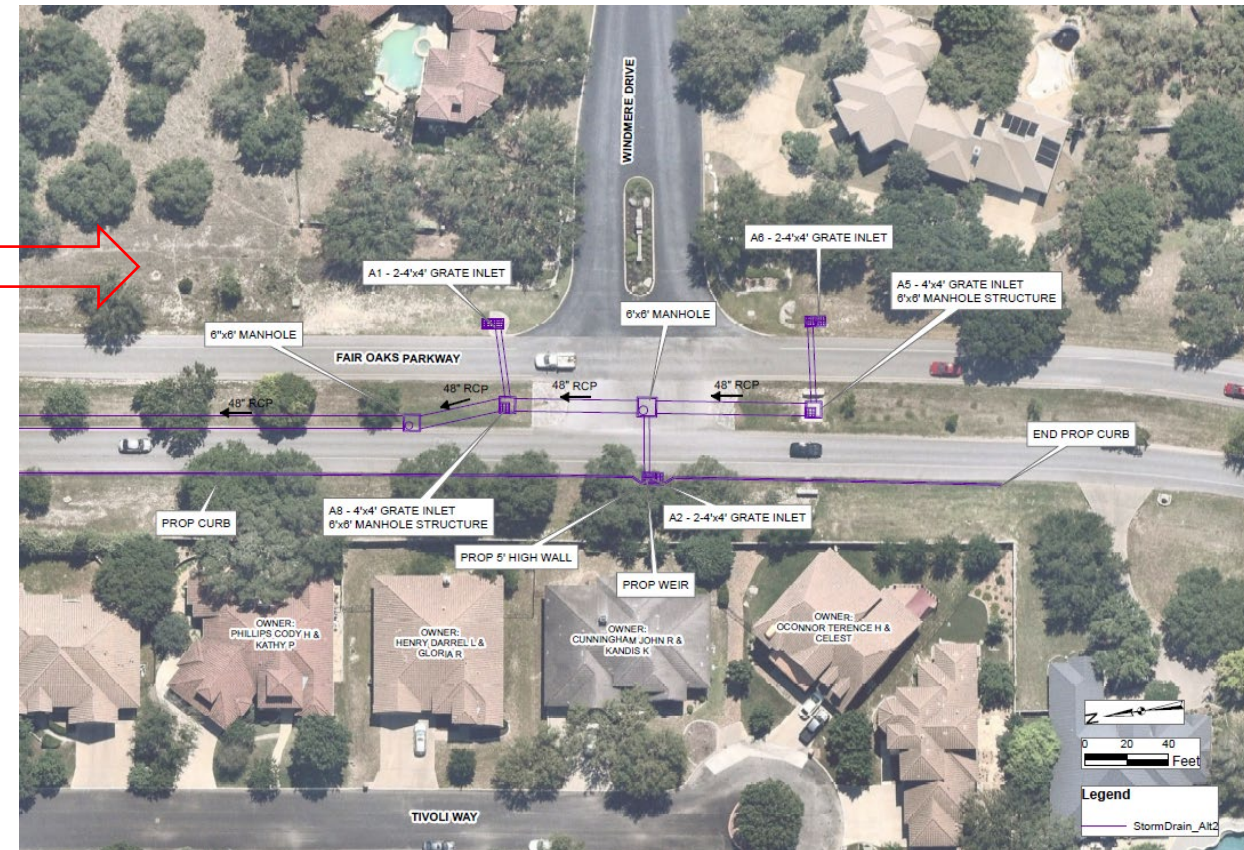 WINDMERE DRIVE
A6 - 2-4'x4' GRATE INLET
A1 - 2-4'x4' GRATE INLET
A5 - 4'x4' GRATE INLET
6'x6' MANHOLE STRUCTURE
6'x6' MANHOLE
6"x6' MANHOLE
FAIR OAKS PARKWAY
48" RCP
48" RCP
48" RCP
48" RCP
END PROP CURB
PROP CURB
A8 - 4'x4' GRATE INLET
6'x6' MANHOLE STRUCTURE
A2 - 2-4'x4' GRATE INLET
PROP 5' HIGH WALL
PROP WEIR
OWNER:
PHILLIPS CODY H &
KATHY P
OWNER:
HENRY DARREL L &
GLORIA R
OWNER:
CUNNINGHAM JOHN R &
KANDIS K
OWNER:
OCONNOR TERENCE H &
CELEST
N
0 20 40
Feet
Legend
StormDrain_Alt2
TIVOLI WAY